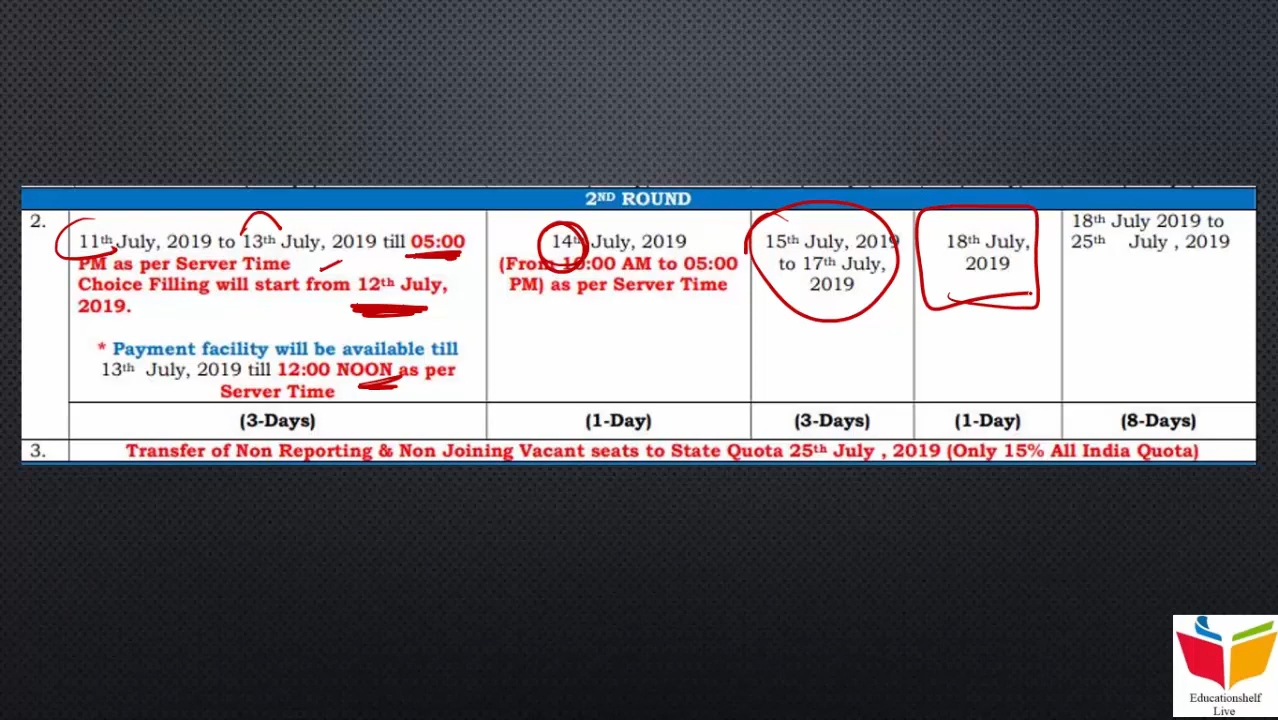 2ND ROUND
2.
11th July, 2019 to 13th July, 2019 till 05:00
PM as per Server Time
Choice Filling will start from 12th July,
2019.
* Payment facility will be available till
13th July, 2019 till 12:00 NOON as per
Server Time
14th July, 2019
(From 10:00 AM to 05:00
PM) as per Server Time
15th July, 2019
to 17th July,
2019
18th July,
2019
18th July 2019 to
25th July , 2019
(3-Days)
(1-Day)
(3-Days)
(1-Day)
(8-Days)
3.
Transfer of Non Reporting & Non Joining Vacant seats to State Quota 25th July , 2019 (Only 15% All India Quota)
Educationshelf
Live